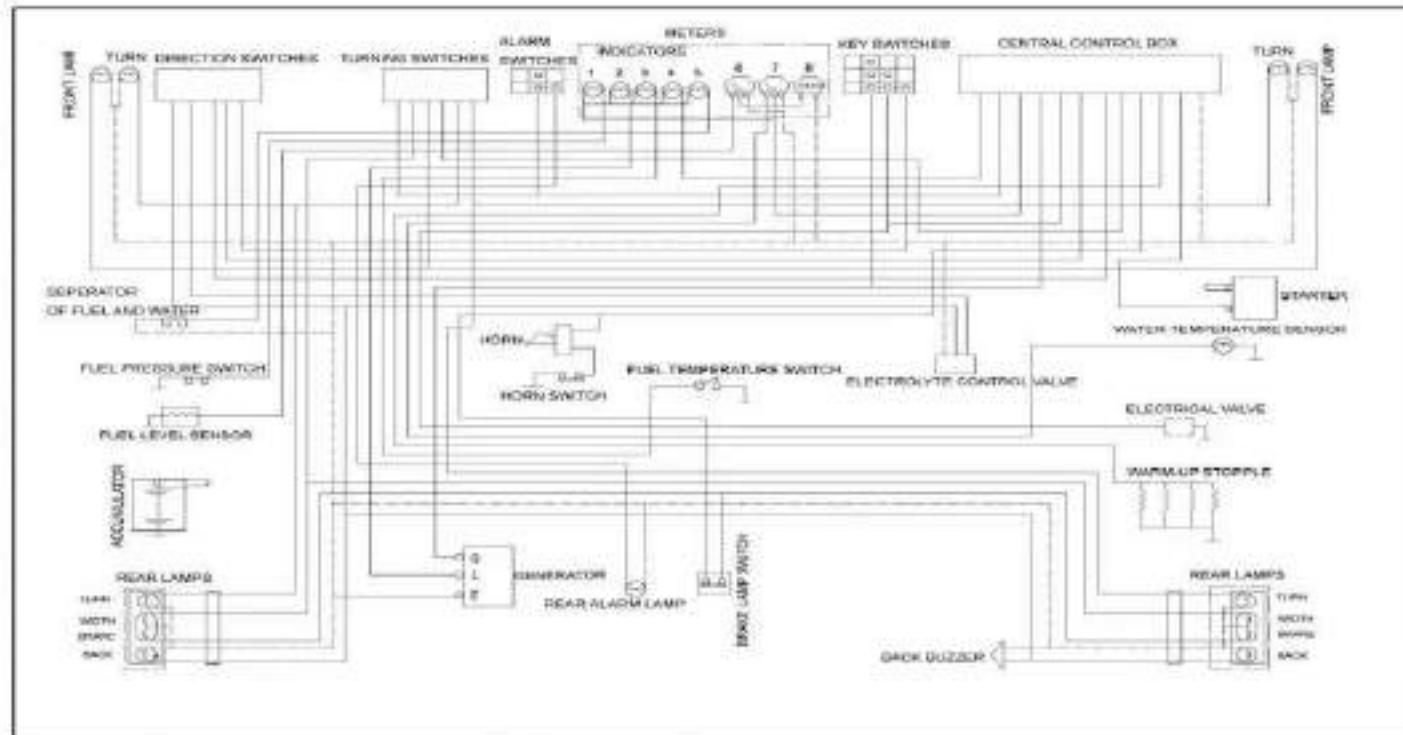 METERS
ALARM
SWITCHES
INDICATORS
KEY SWITCHES
CENTRAL CONTROL BOX
TURN
DIRECTION SWITCHES
TURNING SWITCHES
TURN
FRONT LAMP
FRONT LAMP
1 2 3 4 5 6 7 8
SEPERATOR
OF FUEL AND WATER
STARTER
WATER TEMPERATURE SENSOR
HORN
FUEL PRESSURE SWITCH
FUEL TEMPERATURE SWITCH
ELECTROLYTE CONTROL VALVE
HORN SWITCH
ELECTRICAL VALVE
FUEL LEVEL SENSOR
WARM-UP STOPPLE
ACCUMULATOR
BRAKE LAMP SWITCH
GENERATOR
REAR LAMPS
REAR ALARM LAMP
REAR LAMPS
TURN
WIDTH
BACK
TURN
WIDTH
BACK
BACK BUZZER